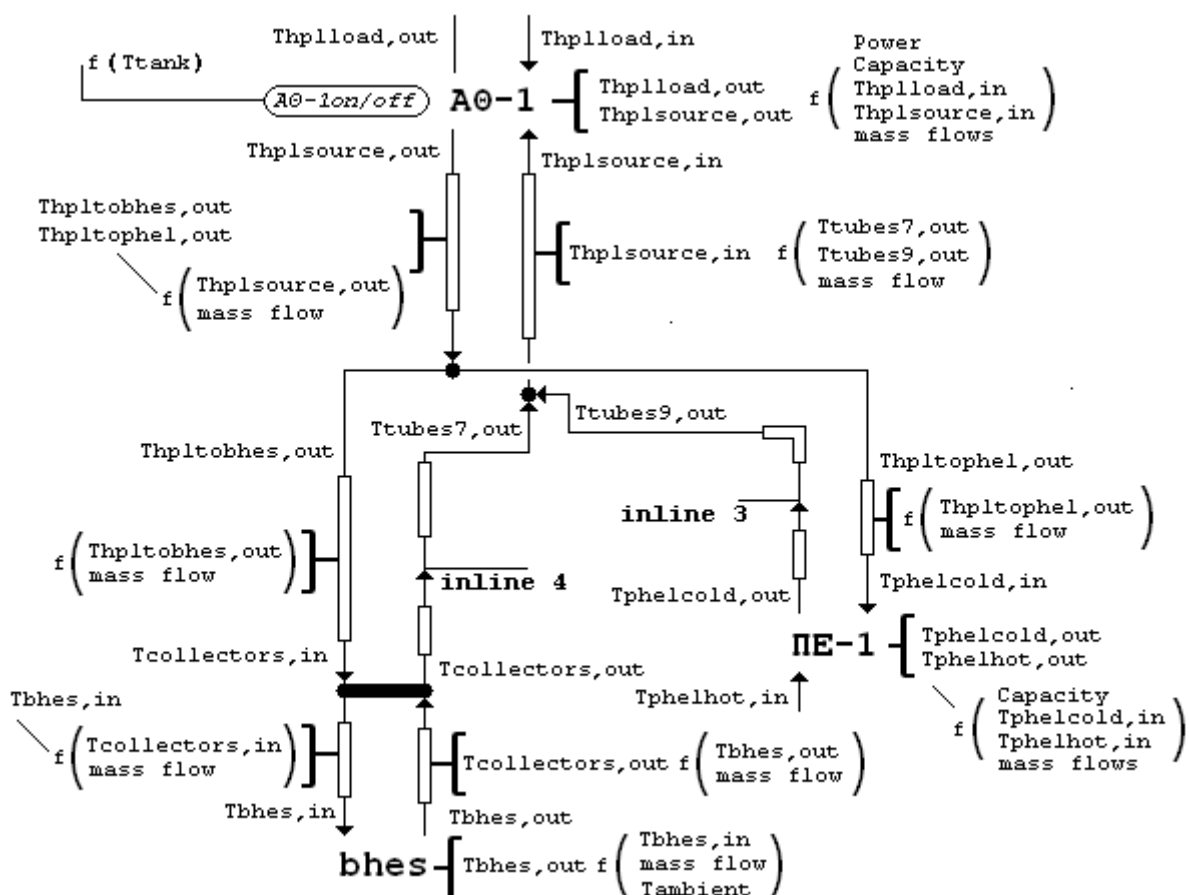 Thplload,out
Thplload,in
f (Ttank)
A0-1on/off
A0-1
Thplload,out
Thplsource,out
f
Power
Capacity
Thplload,in
Thplsource,in
mass flows
Thplsource,out
Thplsource,in
Thpltobhes,out
Thpltophel,out
f
Thplsource,out
mass flow
Thplsource,in f
Ttubes7,out
Ttubes9,out
mass flow
Ttubes7,out
Ttubes9,out
Thpltobhes,out
Thpltophel,out
inline 3
f
Thpltophel,out
mass flow
f
Thpltobhes,out
mass flow
inline 4
Tphelcold,out
Tphelcold,in
ΠΕ-1
Tphelcold,out
Tphelhot,out
Tcollectors,in
Tcollectors,out
Tphelhot,in
f
Capacity
Tphelcold,in
Tphelhot,in
mass flows
Tbhes,in
f
Tcollectors,in
mass flow
Tcollectors,out f
Tbhes,out
mass flow
Tbhes,in
Tbhes,out
bhes
Tbhes,out f
Tbhes,in
mass flow
Tambient